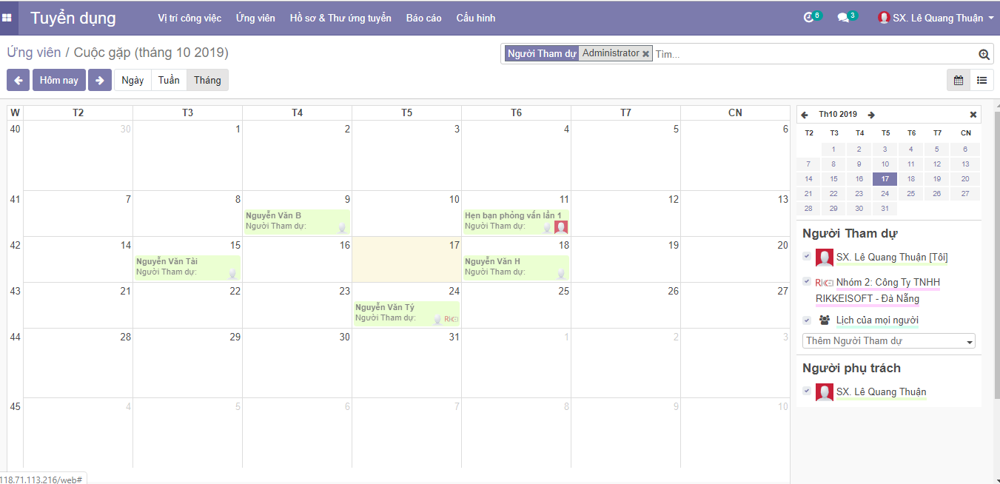 Tuyển dụng Vị trí công việc Ứng viên Hồ sơ & Thư ứng tuyển Báo cáo Cấu hình 6 3 SX. Lê Quang Thuận
Ứng viên / Cuộc gặp (tháng 10 2019)
Người Tham dự Administrator Tìm...
Hôm nay Ngày Tuần Tháng
W T2 T3 T4 T5 T6 T7 CN
40 30 1 2 3 4 5 6
41 7 8 9 10 11 12 13
Nguyễn Văn B
Người Tham dự:
Hẹn bạn phỏng vấn lần 1
Người Tham dự:
42 14 15 16 17 18 19 20
Nguyễn Văn Tài
Người Tham dự:
Nguyễn Văn H
Người Tham dự:
43 21 22 23 24 25 26 27
Nguyễn Văn Tý
Người Tham dự:
44 28 29 30 31 1 2 3
45 4 5 6 7 8 9 10
Th10 2019
T2 T3 T4 T5 T6 T7 CN
1 2 3 4 5 6
7 8 9 10 11 12 13
14 15 16 17 18 19 20
21 22 23 24 25 26 27
28 29 30 31
Người Tham dự
SX. Lê Quang Thuận [Tôi]
Nhóm 2: Công Ty TNHH
RIKKEISOFT - Đà Nẵng
Lịch của mọi người
Thêm Người Tham dự
Người phụ trách
SX. Lê Quang Thuận
118.71.113.216/web#